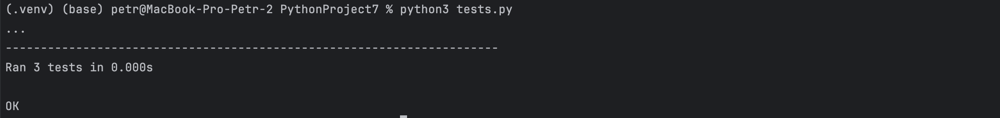 (.venv) (base) petr@MacBook-Pro-Petr-2 PythonProject7 % python3 tests.py
...
----------------------------------------------------------------------
Ran 3 tests in 0.000s

OK